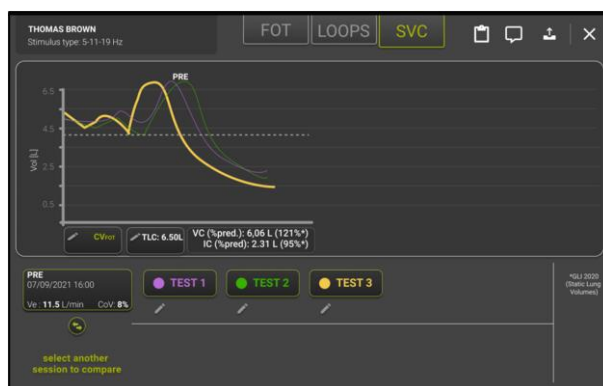 THOMAS BROWN
Stimulus type: 5-11-19 Hz
FOT LOOPS SVC
PRE
6.5
4.5
2.5
0.5
Vol [L]
CVFOT
TLC: 6.50L
VC (%pred.): 6,06 L (121%*)
IC (%pred): 2.31 L (95%*)
PRE
07/09/2021 16:00
Ve : 11.5 L/min CoV: 8%
TEST 1 TEST 2 TEST 3
*GLI 2020
(Static Lung
Volumes)
select another
session to compare